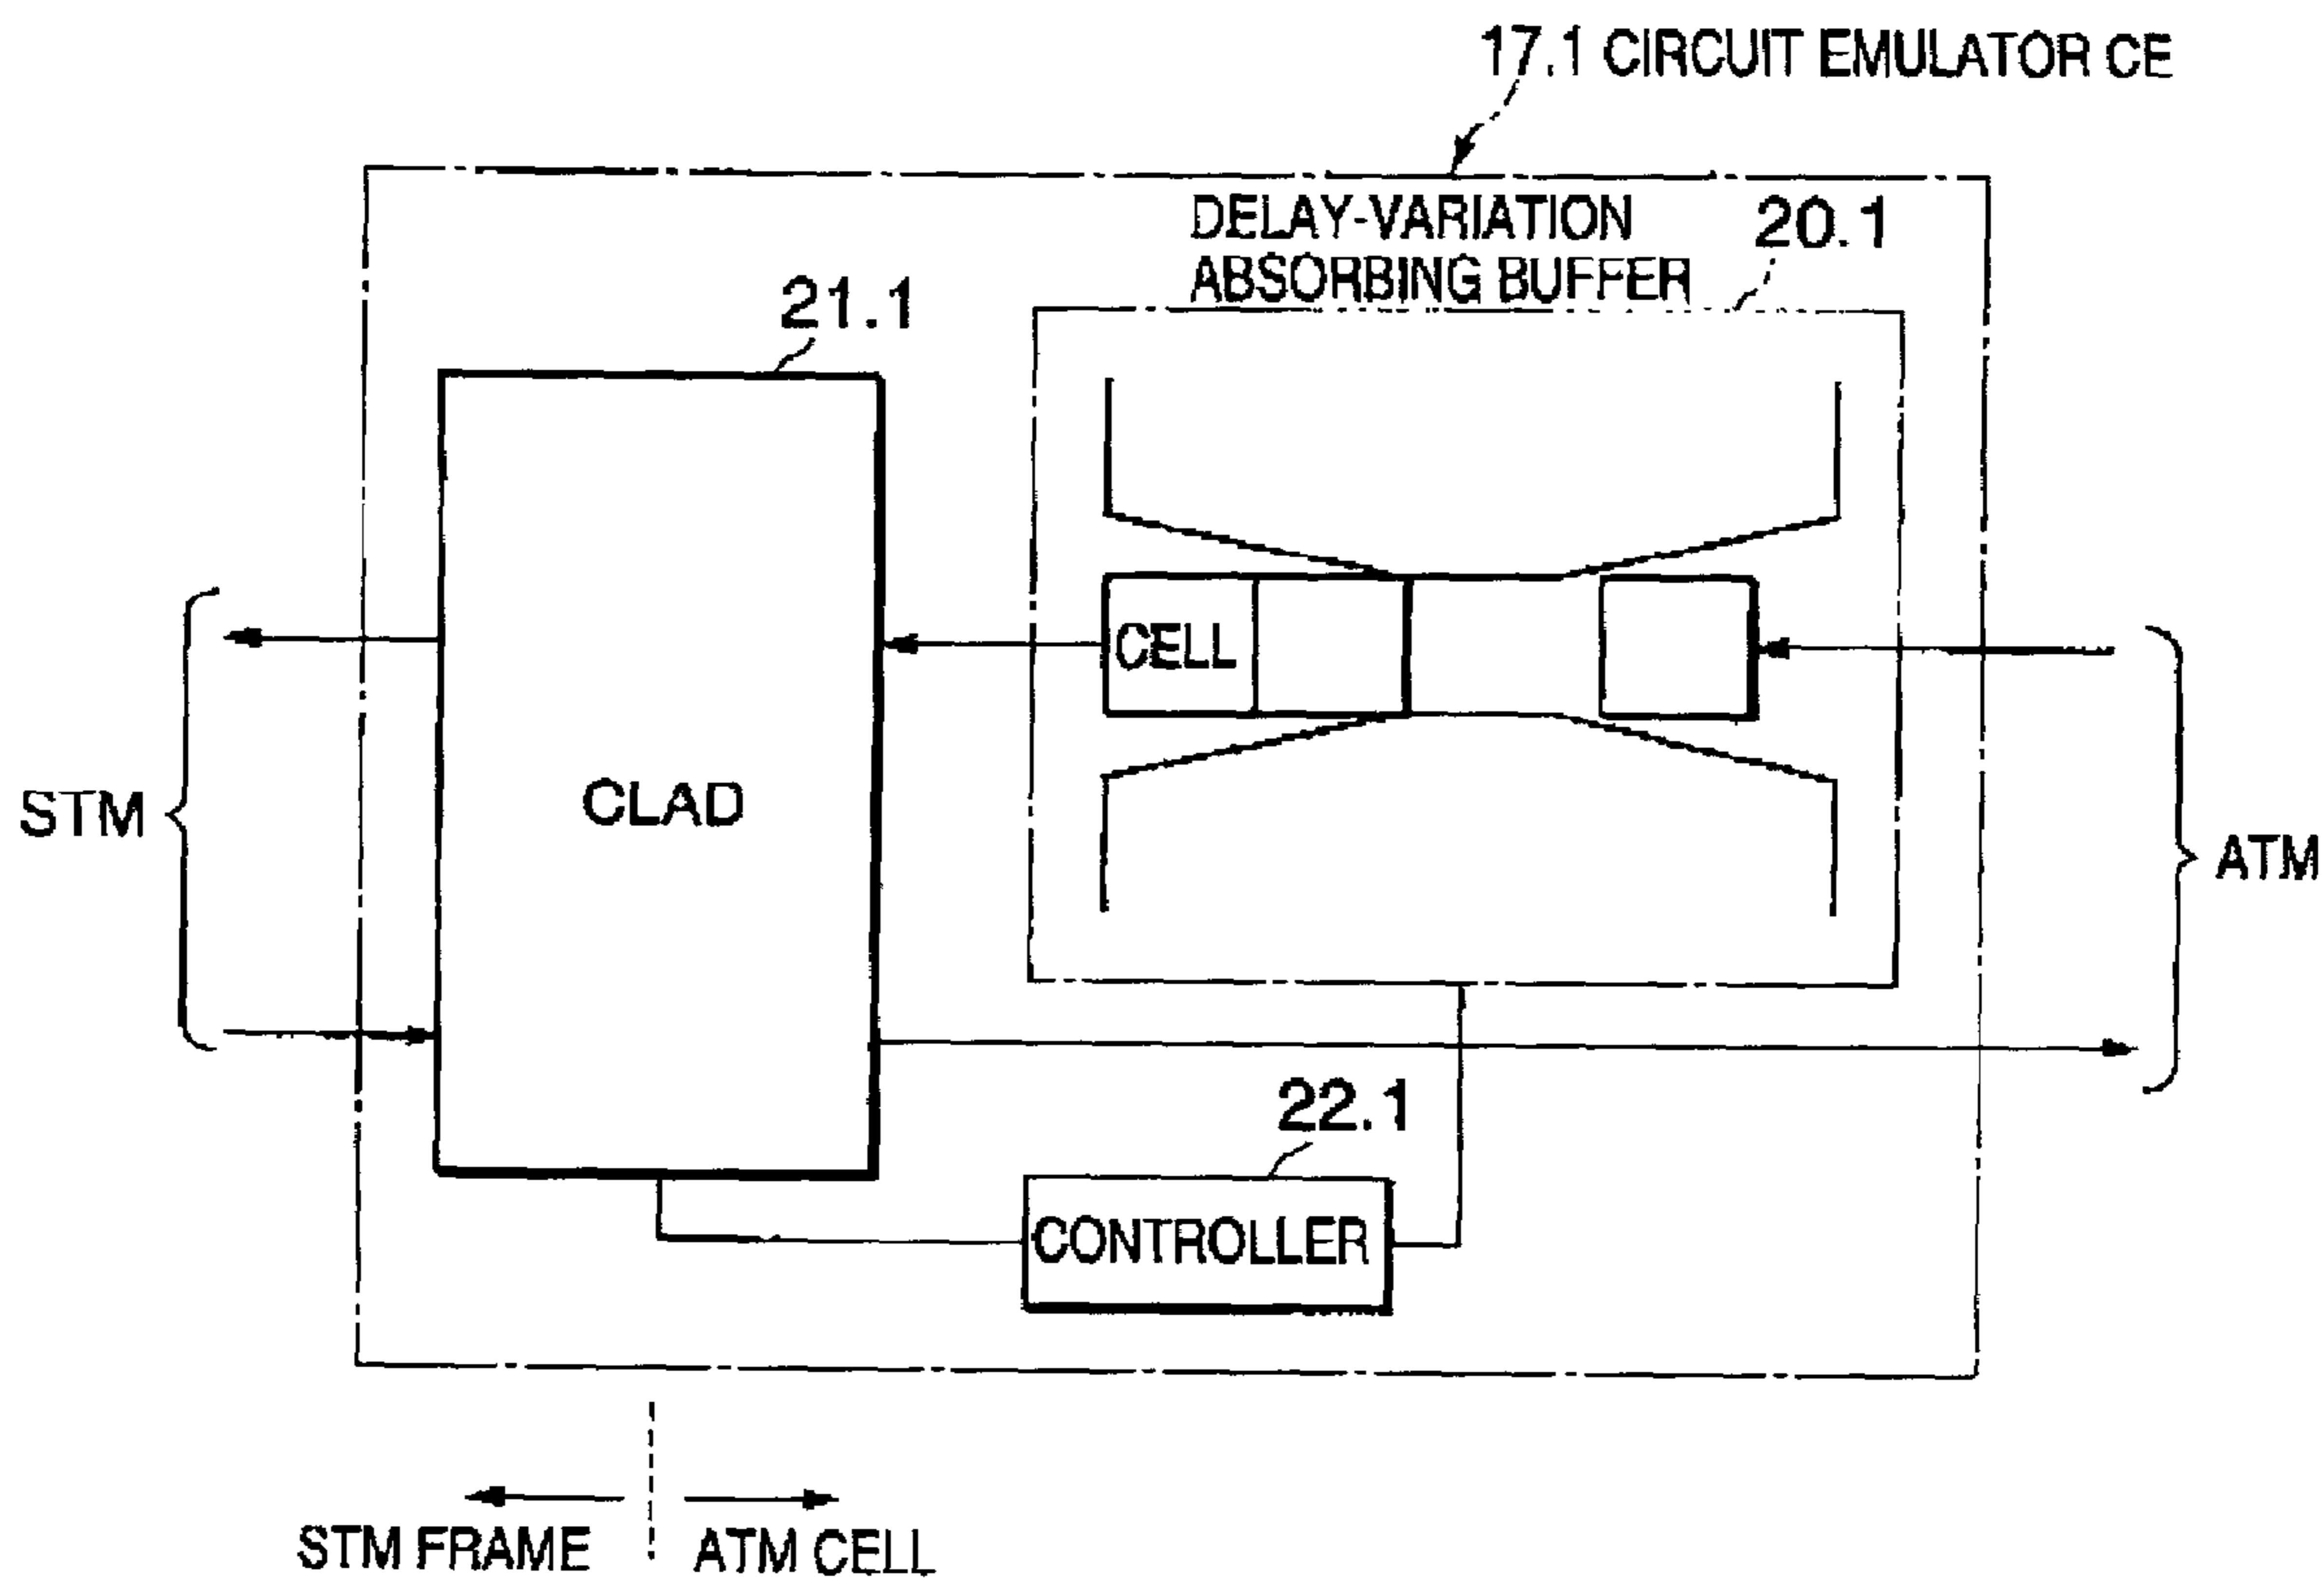 17.1 CIRCUIT EMULATOR CE
DELAY-VARIATION
ABSORBING BUFFER
20.1
21.1
CELL
STM
CLAD
ATM
22.1
CONTROLLER
STM FRAME
ATM CELL